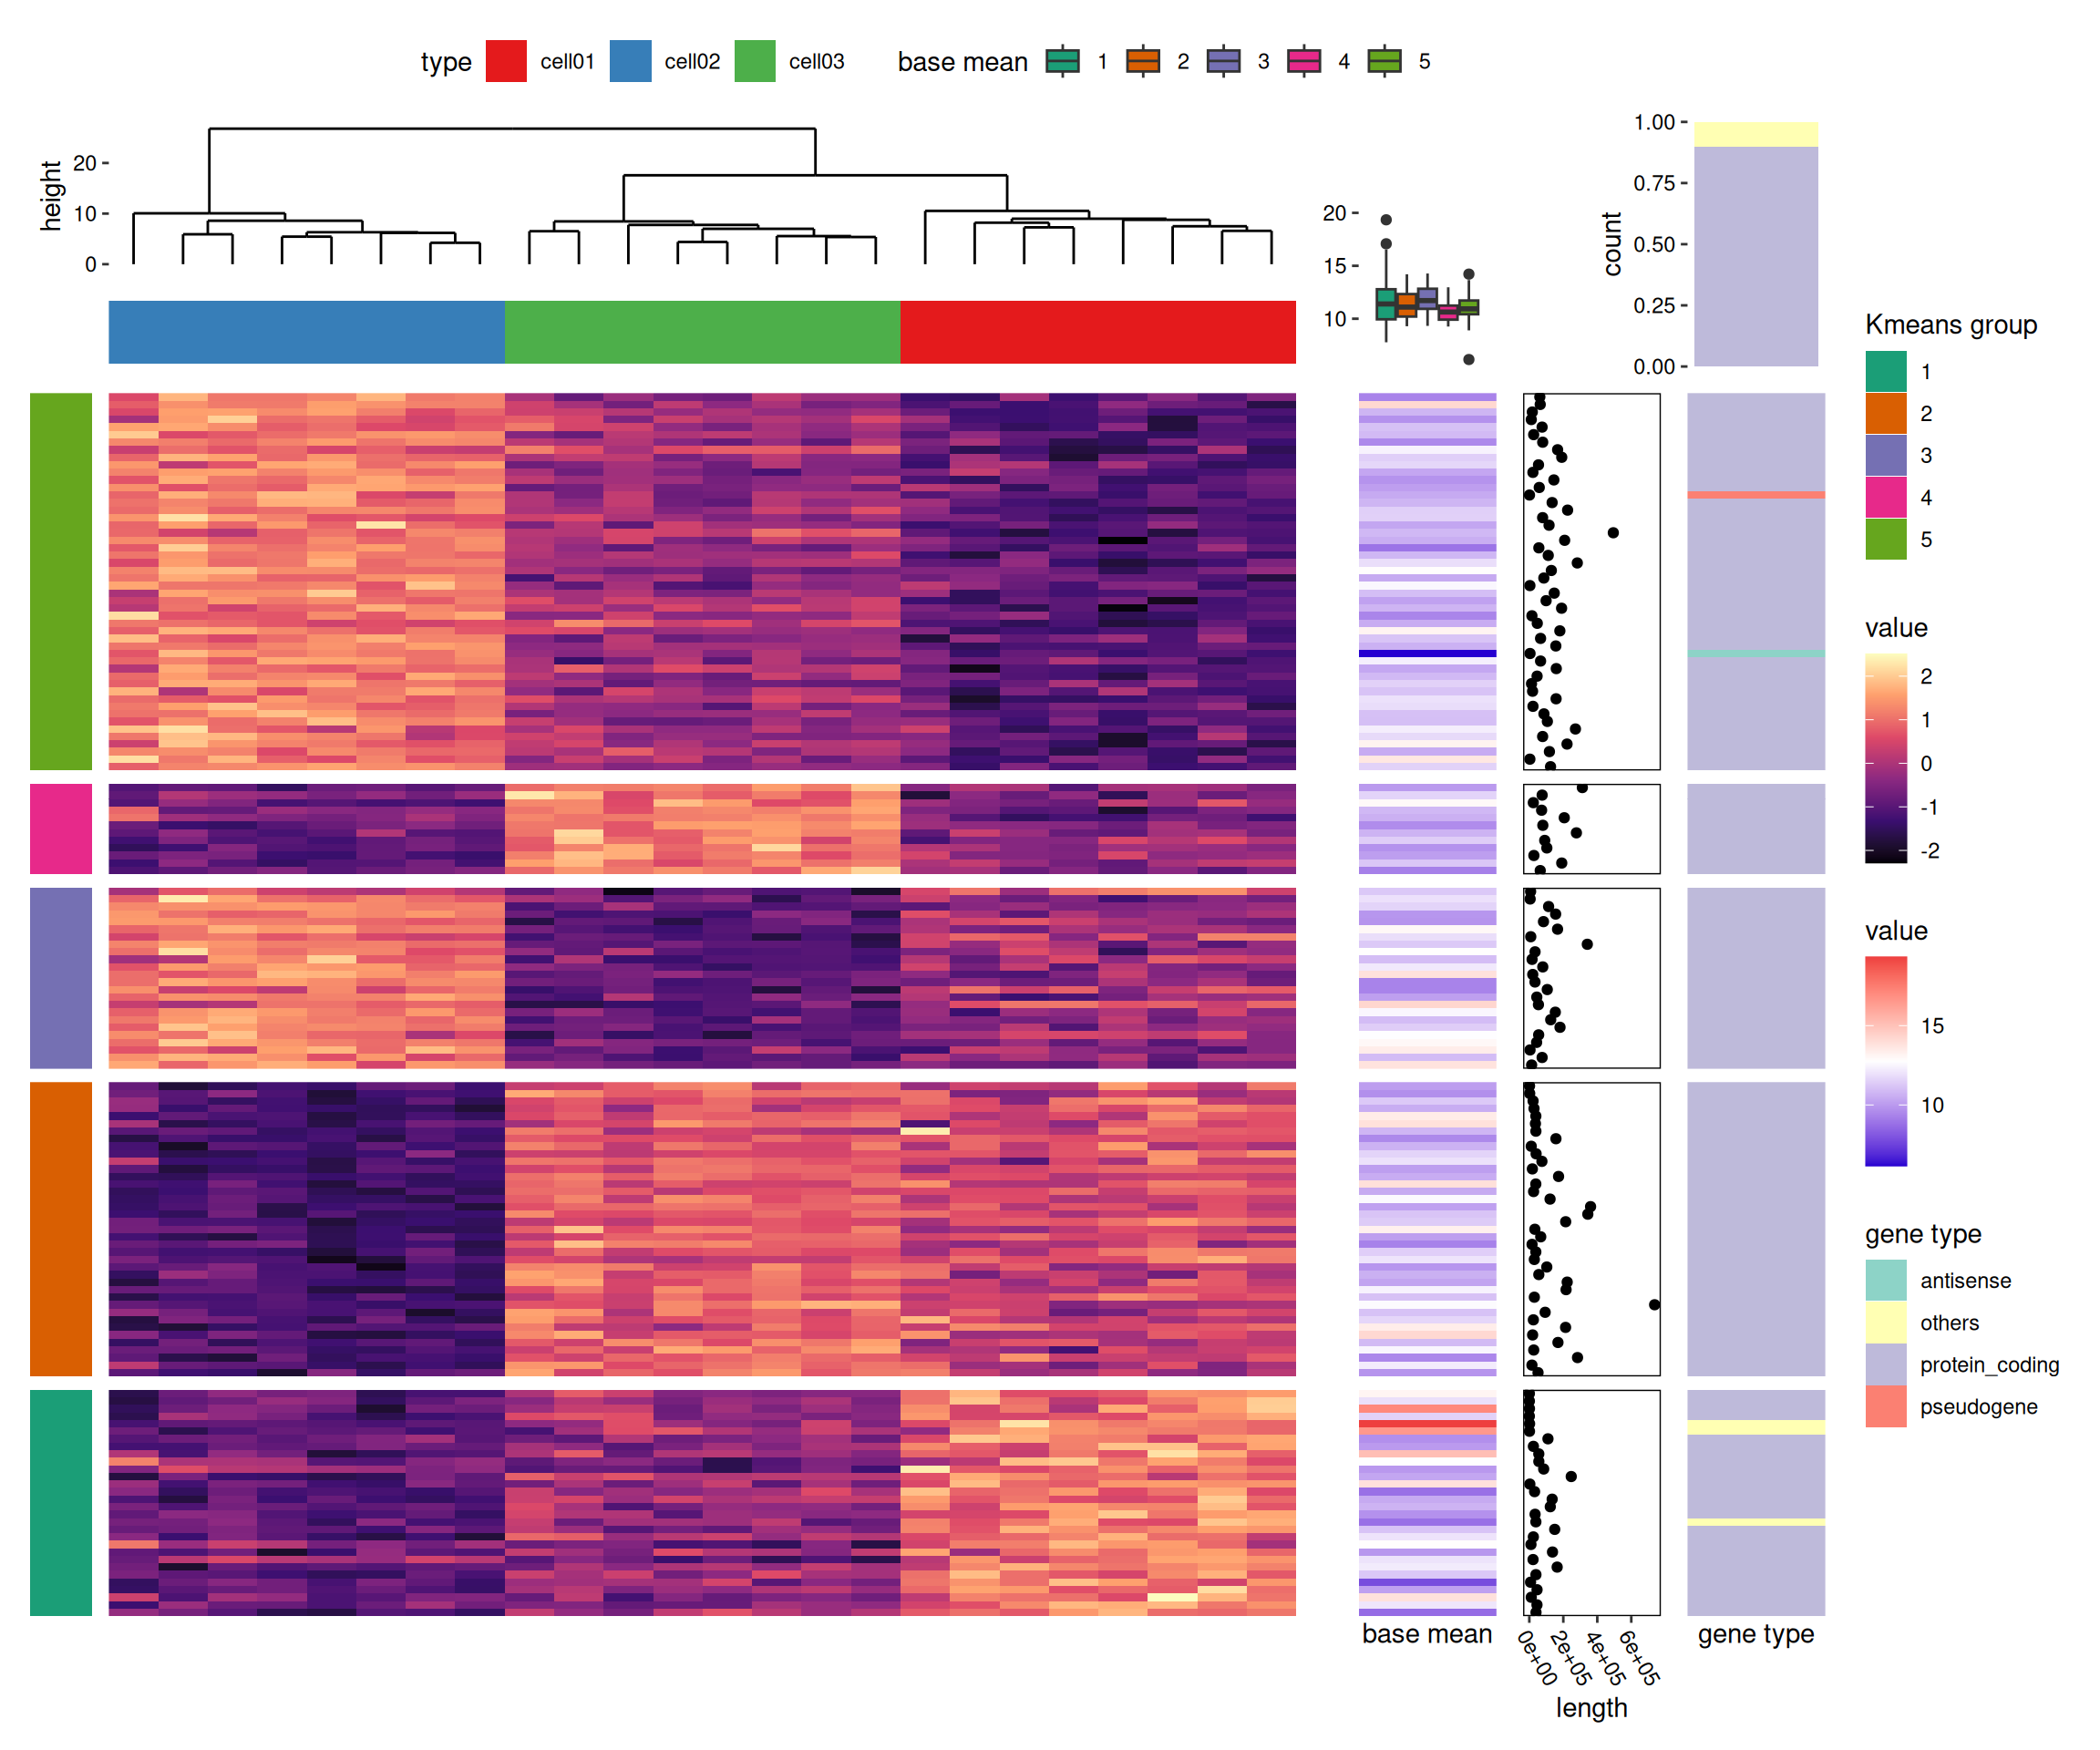 type cell01 cell02 cell03 base mean 1 2 3 4 5
height
20
10
0
20
15
10
count
1.00
0.75
0.50
0.25
0.00
Kmeans group
1
2
3
4
5
value
2
1
0
-1
-2
value
15
10
gene type
antisense
others
protein_coding
pseudogene
base mean
0e+00 2e+05 4e+05 6e+05
length
gene type